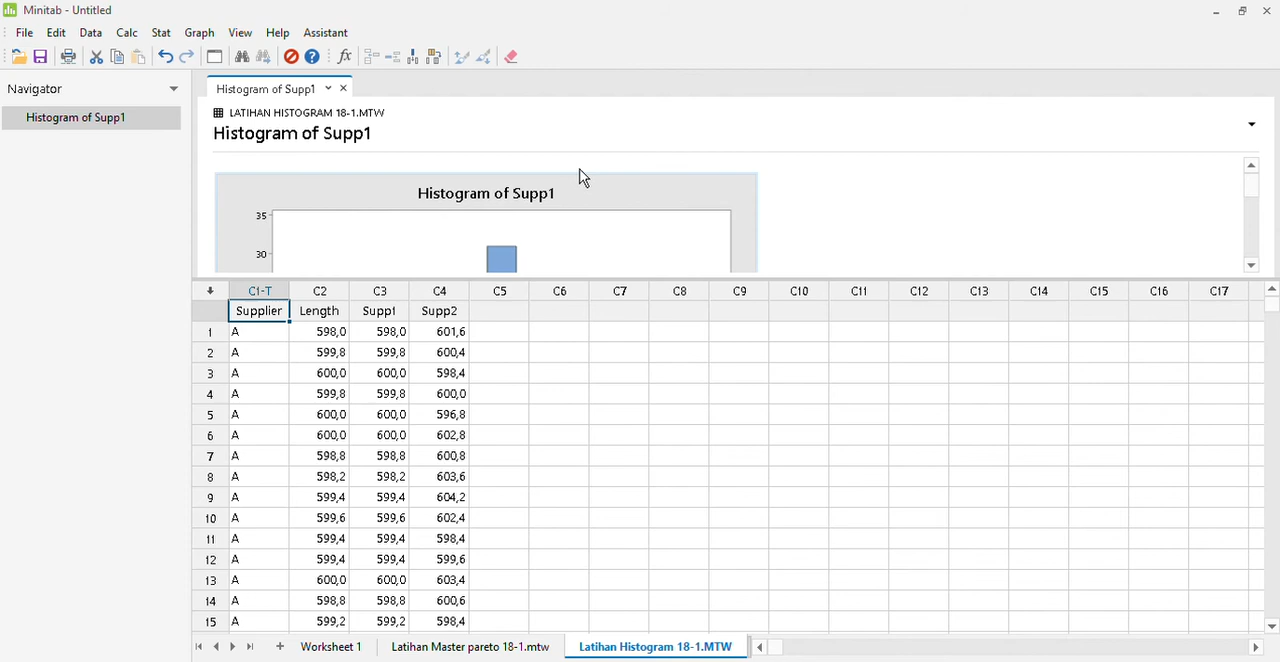 Minitab - Untitled
File Edit Data Calc Stat Graph View Help Assistant
fx
Navigator
Histogram of Supp1
Histogram of Supp1
LATIHAN HISTOGRAM 18-1.MTW
Histogram of Supp1
Histogram of Supp1
35
30
C1-T C2 C3 C4 C5 C6 C7 C8 C9 C10 C11 C12 C13 C14 C15 C16 C17
Supplier Length Supp1 Supp2
1 A 598,0 598,0 601,6
2 A 599,8 599,8 600,4
3 A 600,0 600,0 598,4
4 A 599,8 599,8 600,0
5 A 600,0 600,0 596,8
6 A 600,0 600,0 602,8
7 A 598,8 598,8 600,8
8 A 598,2 598,2 603,6
9 A 599,4 599,4 604,2
10 A 599,6 599,6 602,4
11 A 599,4 599,4 598,4
12 A 599,4 599,4 599,6
13 A 600,0 600,0 603,4
14 A 598,8 598,8 600,6
15 A 599,2 599,2 598,4
Worksheet 1 Latihan Master pareto 18-1.mtw Latihan Histogram 18-1.MTW